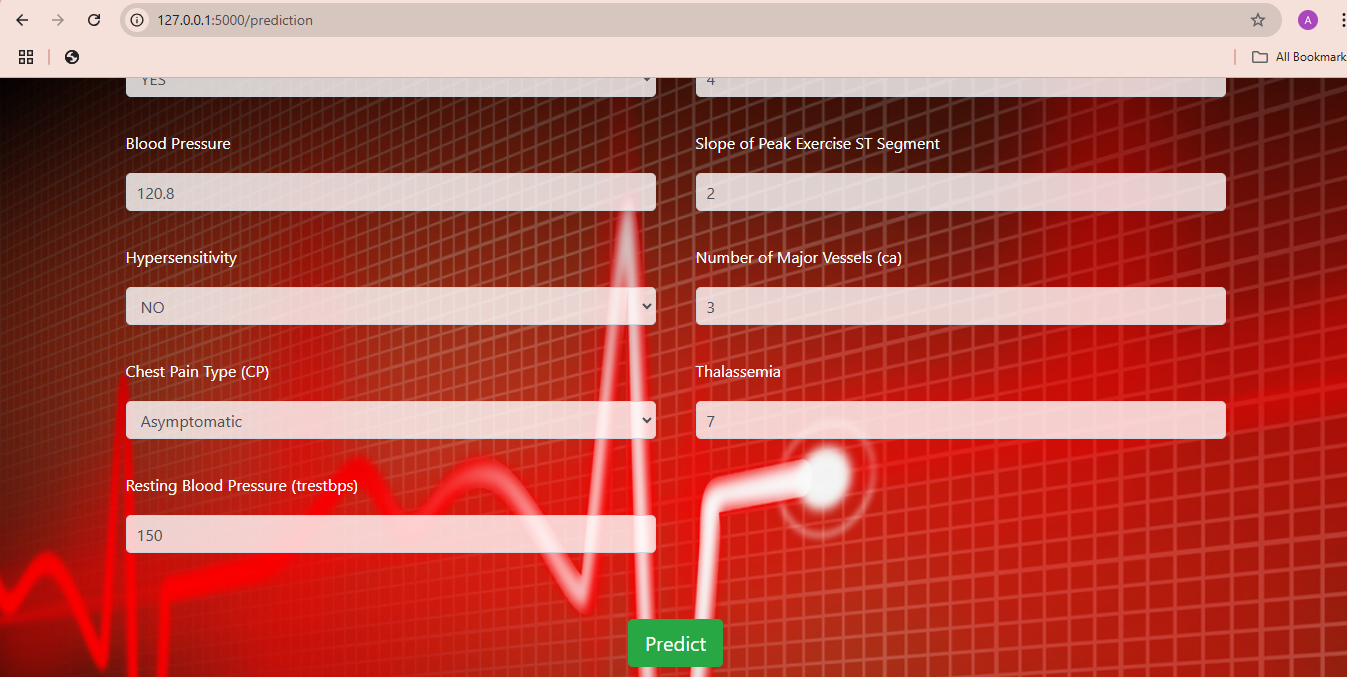 127.0.0.1:5000/prediction
A
All Bookmark
YES
4
Blood Pressure
Slope of Peak Exercise ST Segment
120.8
2
Hypersensitivity
Number of Major Vessels (ca)
NO
3
Chest Pain Type (CP)
Thalassemia
Asymptomatic
7
Resting Blood Pressure (trestbps)
150
Predict